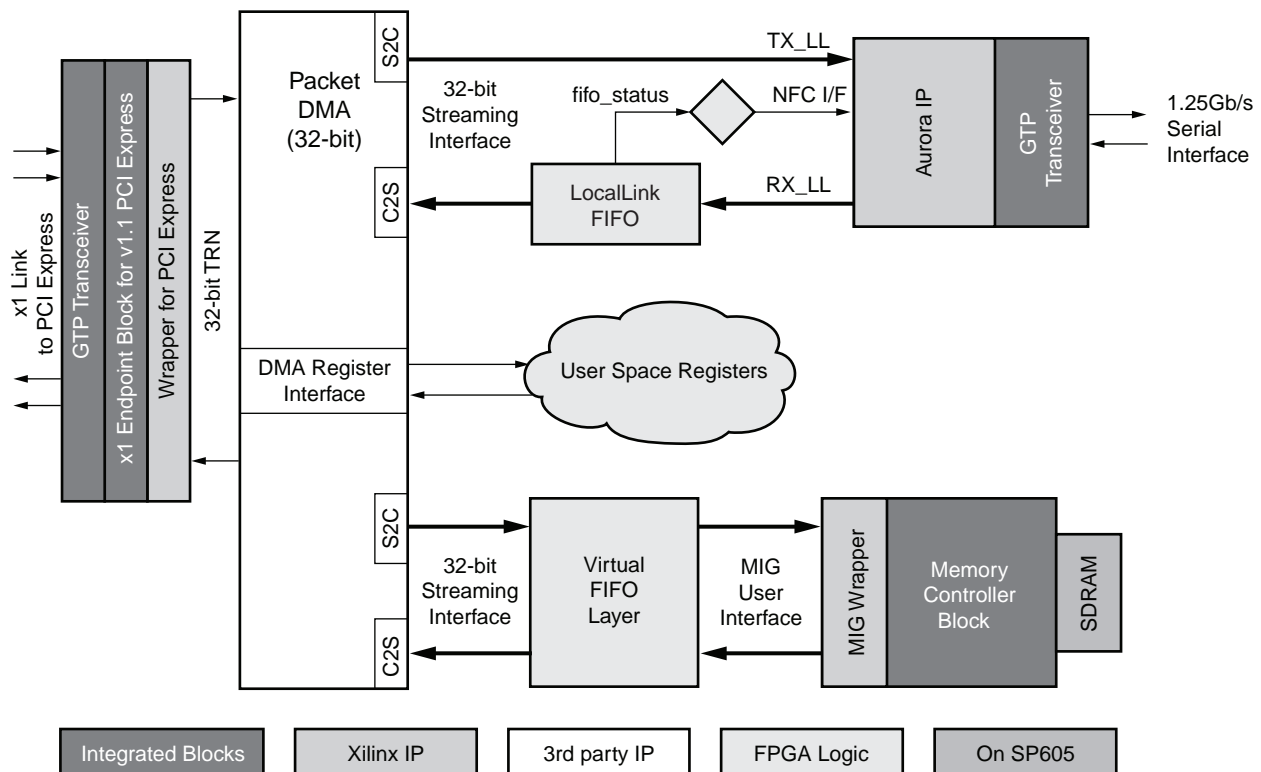 x1 Link
to PCI Express
GTP Transceiver
x1 Endpoint Block for v1.1 PCI Express
Wrapper for PCI Express
32-bit TRN
Packet
DMA
(32-bit)
S2C
C2S
DMA Register
Interface
S2C
C2S
32-bit
Streaming
Interface
TX_LL
fifo_status
NFC I/F
LocalLink
FIFO
RX_LL
Aurora IP
GTP
Transceiver
1.25Gb/s
Serial
Interface
User Space Registers
32-bit
Streaming
Interface
Virtual
FIFO
Layer
MIG
User
Interface
MIG Wrapper
Memory
Controller
Block
SDRAM
Integrated Blocks
Xilinx IP
3rd party IP
FPGA Logic
On SP605